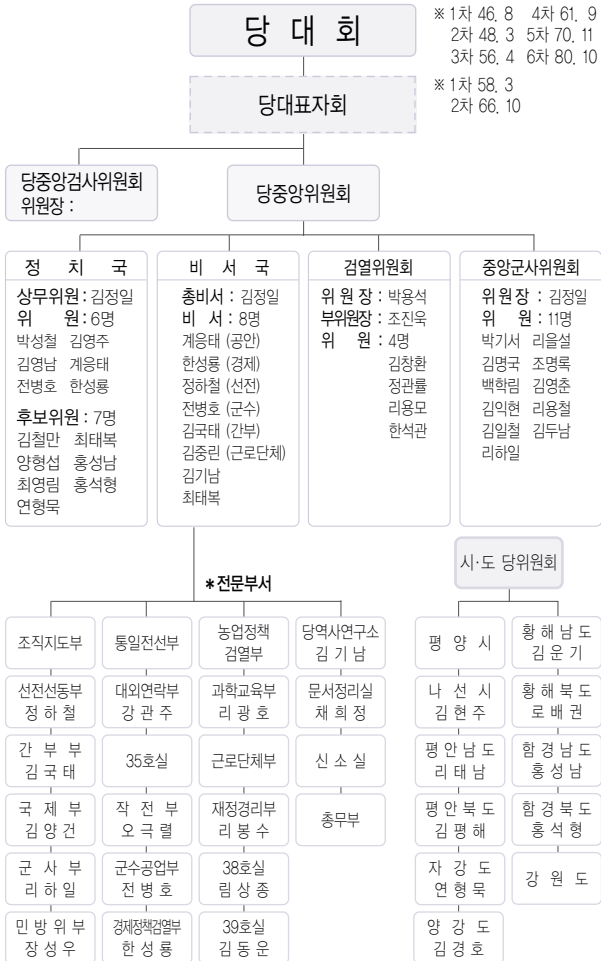 당 대 회
※ 1차 46. 8 4차 61. 9
2차 48. 3 5차 70. 11
3차 56. 4 6차 80. 10
당대표자회
※ 1차 58. 3
2차 66. 10
당중앙검사위원회
위원장 :
당중앙위원회
정 치 국
상무위원 : 김정일
위 원 : 6명
박성철 김영주
김영남 계응태
전병호 한성룡
후보위원 : 7명
김철만 최태복
양형섭 홍성남
최영림 홍석형
연형묵
비 서 국
총비서 : 김정일
비 서 : 8명
계응태 (공안)
한성룡 (경제)
정하철 (선전)
전병호 (군수)
김국태 (간부)
김중린 (근로단체)
김기남
최태복
검열위원회
위 원 장 : 박용석
부위원장 : 조진욱
위 원 : 4명
김창환
정관률
리용모
한석관
중앙군사위원회
위원장 : 김정일
위 원 : 11명
박기서 리을설
김명국 조명록
백학림 김영춘
김익현 리용철
김일철 김두남
리하일
*전문부서
조직지도부
선전선동부
정 하 철
간 부 부
김 국 태
국 제 부
김 양 건
군 사 부
리 하 일
민 방 위 부
장 성 우
통일전선부
대외연락부
강 관 주
35호실
작 전 부
오 극 렬
군수공업부
전 병 호
경제정책검열부
한 성 룡
농업정책
검열부
과학교육부
리 광 호
근로단체부
재정경리부
리 봉 수
38호실
림 상 종
39호실
김 동 운
당역사연구소
김 기 남
문서정리실
채 희 정
신 소 실
총무부
시·도 당위원회
평 양 시
나 선 시
김 현 주
평 안 남 도
리 태 남
평 안 북 도
김 평 해
자 강 도
연 형 묵
양 강 도
김 경 호
황 해 남 도
김 운 기
황 해 북 도
로 배 권
함 경 남 도
홍 성 남
함 경 북 도
홍 석 형
강 원 도